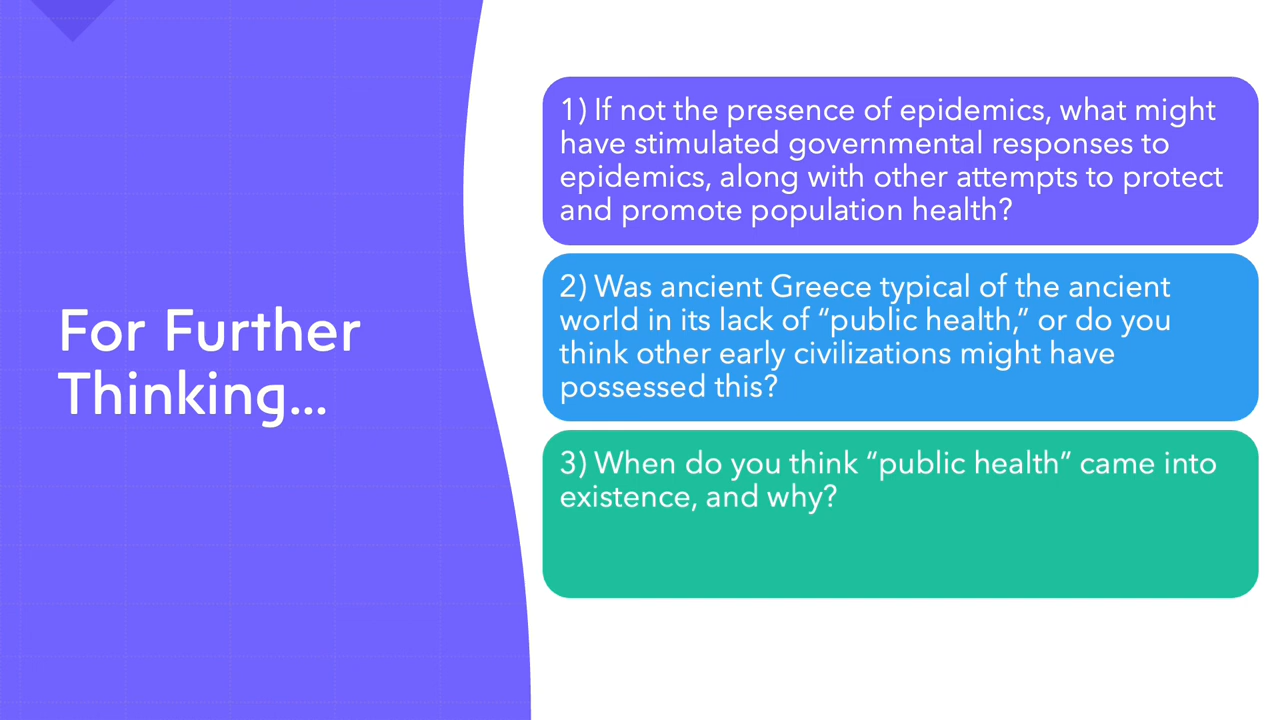 For Further
Thinking...
1) If not the presence of epidemics, what might
have stimulated governmental responses to
epidemics, along with other attempts to protect
and promote population health?
2) Was ancient Greece typical of the ancient
world in its lack of “public health,” or do you
think other early civilizations might have
possessed this?
3) When do you think “public health” came into
existence, and why?